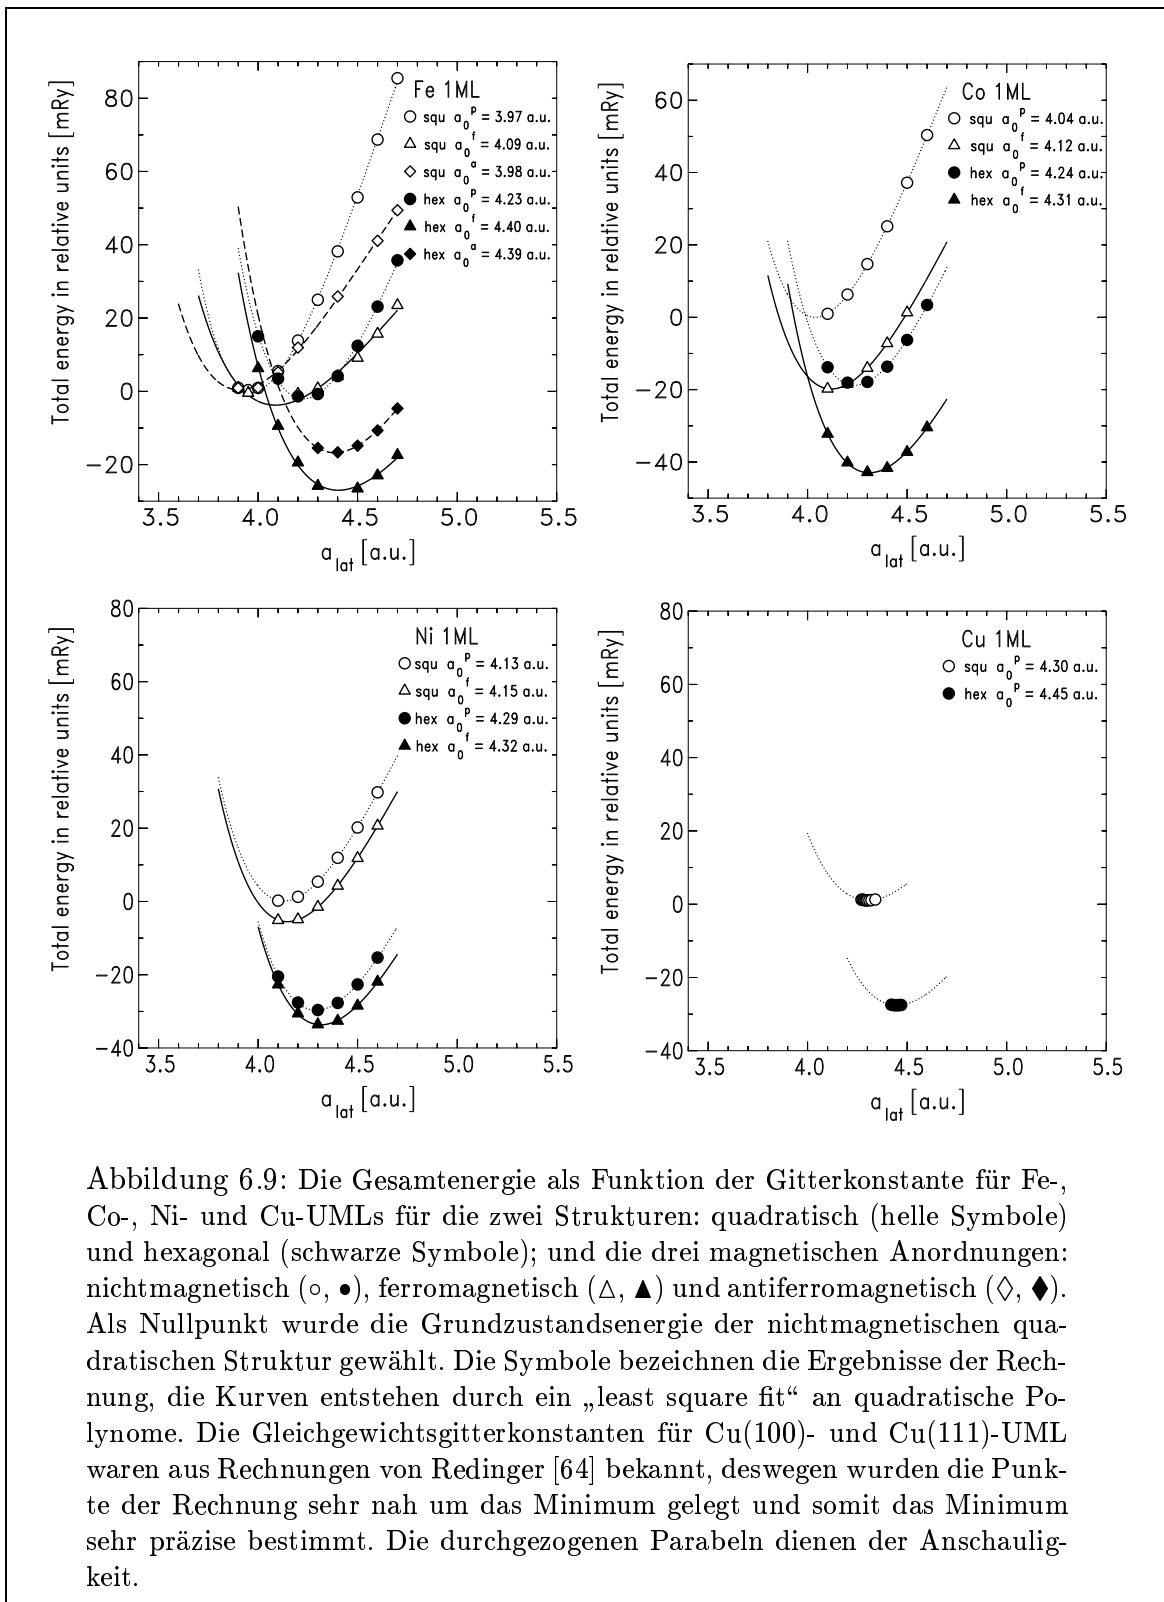 Fe 1ML
squ a₀ᵖ = 3.97 a.u.
squ a₀ᶠ = 4.09 a.u.
squ a₀ᵃ = 3.98 a.u.
hex a₀ᵖ = 4.23 a.u.
hex a₀ᶠ = 4.40 a.u.
hex a₀ᵃ = 4.39 a.u.
Total energy in relative units [mRy]
80
60
40
20
0
−20
3.5 4.0 4.5 5.0 5.5
a_lat [a.u.]
Co 1ML
squ a₀ᵖ = 4.04 a.u.
squ a₀ᶠ = 4.12 a.u.
hex a₀ᵖ = 4.24 a.u.
hex a₀ᶠ = 4.31 a.u.
Total energy in relative units [mRy]
60
40
20
0
−20
−40
3.5 4.0 4.5 5.0 5.5
a_lat [a.u.]
Ni 1ML
squ a₀ᵖ = 4.13 a.u.
squ a₀ᶠ = 4.15 a.u.
hex a₀ᵖ = 4.29 a.u.
hex a₀ᶠ = 4.32 a.u.
Total energy in relative units [mRy]
80
60
40
20
0
−20
−40
3.5 4.0 4.5 5.0 5.5
a_lat [a.u.]
Cu 1ML
squ a₀ᵖ = 4.30 a.u.
hex a₀ᵖ = 4.45 a.u.
Total energy in relative units [mRy]
80
60
40
20
0
−20
−40
3.5 4.0 4.5 5.0 5.5
a_lat [a.u.]
Abbildung 6.9: Die Gesamtenergie als Funktion der Gitterkonstante für Fe-,
Co-, Ni- und Cu-UMLs für die zwei Strukturen: quadratisch (helle Symbole)
und hexagonal (schwarze Symbole); und die drei magnetischen Anordnungen:
nichtmagnetisch (○, ●), ferromagnetisch (△, ▲) und antiferromagnetisch (◇, ◆).
Als Nullpunkt wurde die Grundzustandsenergie der nichtmagnetischen qua-
dratischen Struktur gewählt. Die Symbole bezeichnen die Ergebnisse der Rech-
nung, die Kurven entstehen durch ein „least square fit“ an quadratische Po-
lynome. Die Gleichgewichtsgitterkonstanten für Cu(100)- und Cu(111)-UML
waren aus Rechnungen von Redinger [64] bekannt, deswegen wurden die Punk-
te der Rechnung sehr nah um das Minimum gelegt und somit das Minimum
sehr präzise bestimmt. Die durchgezogenen Parabeln dienen der Anschaulig-
keit.